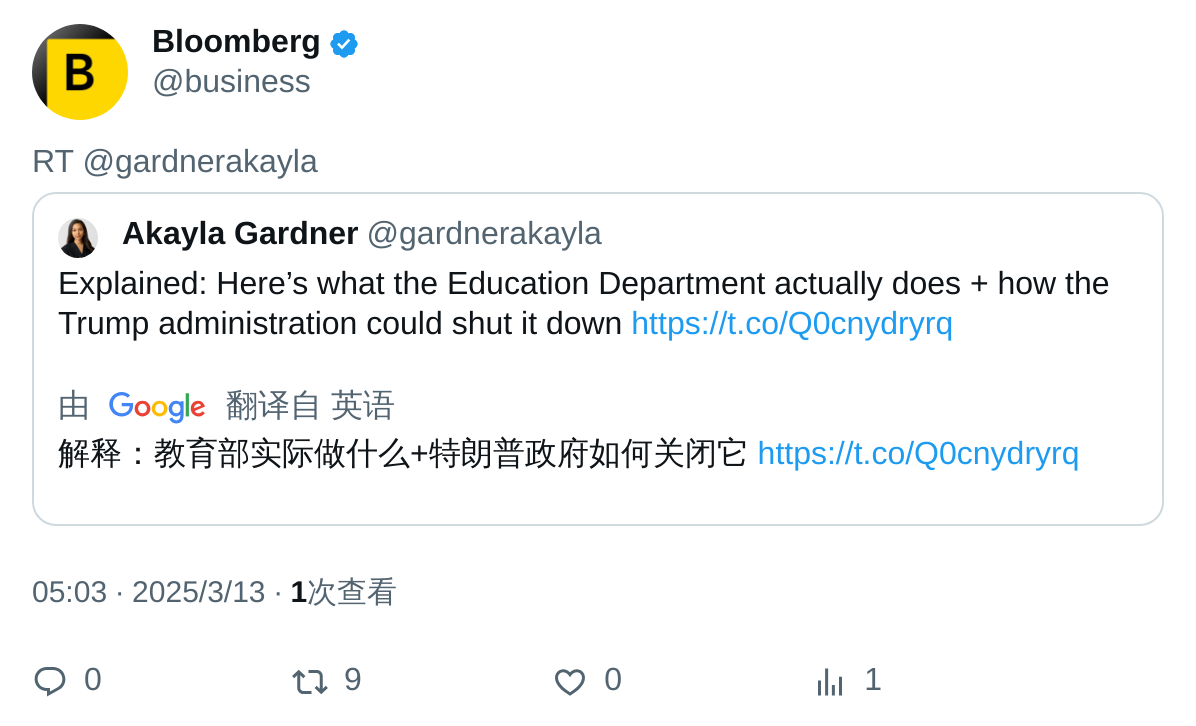 B
Bloomberg
@business
RT @gardnerakayla
Akayla Gardner @gardnerakayla
Explained: Here’s what the Education Department actually does + how the
Trump administration could shut it down https://t.co/Q0cnydryrq
由 Google 翻译自 英语
解释：教育部实际做什么+特朗普政府如何关闭它 https://t.co/Q0cnydryrq
05:03 · 2025/3/13 · 1次查看
0 9 0 1